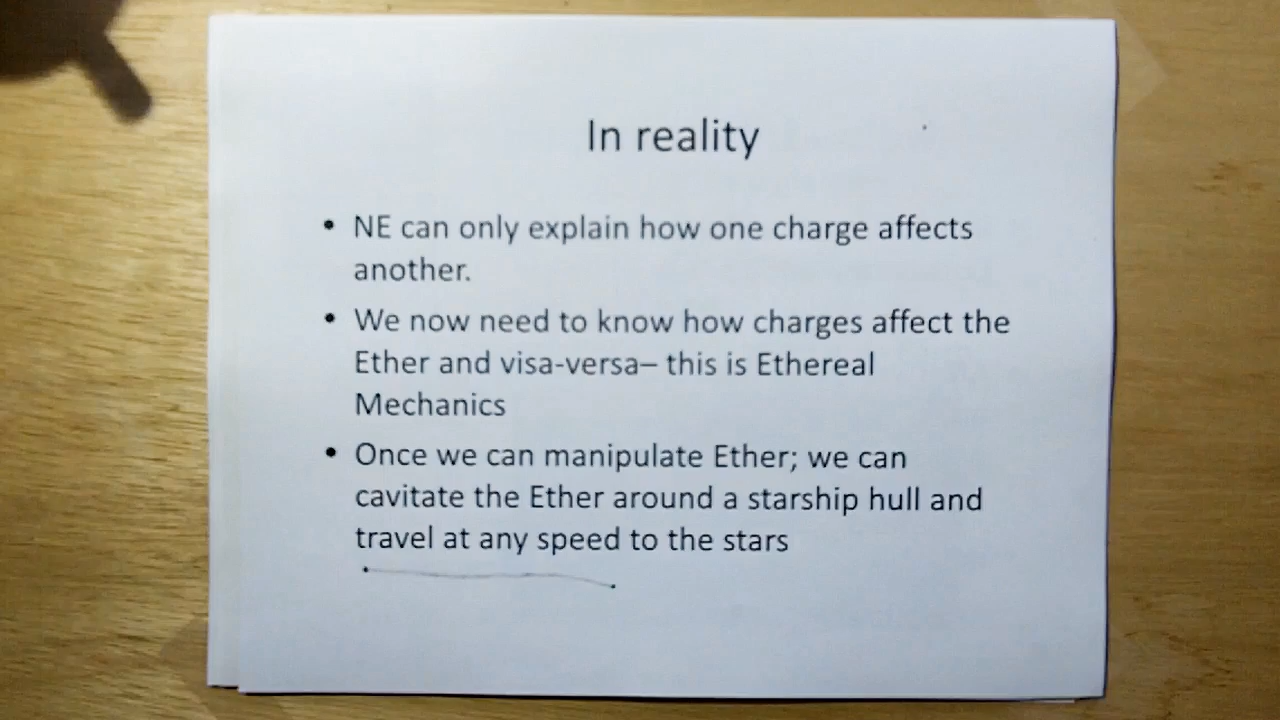 In reality
• NE can only explain how one charge affects
another.
• We now need to know how charges affect the
Ether and visa-versa– this is Ethereal
Mechanics
• Once we can manipulate Ether; we can
cavitate the Ether around a starship hull and
travel at any speed to the stars